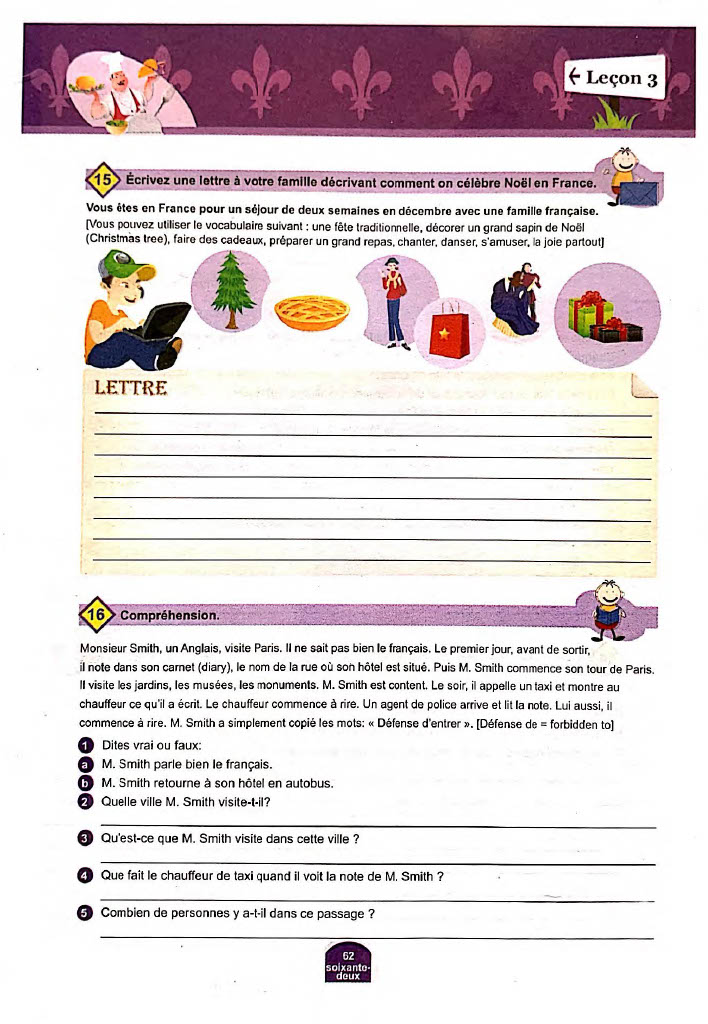 ← Leçon 3
15 Écrivez une lettre à votre famille décrivant comment on célèbre Noël en France.
Vous êtes en France pour un séjour de deux semaines en décembre avec une famille française.
[Vous pouvez utiliser le vocabulaire suivant : une fête traditionnelle, décorer un grand sapin de Noël
(Christmas tree), faire des cadeaux, préparer un grand repas, chanter, danser, s'amuser, la joie partout]
LETTRE
16 Compréhension.
Monsieur Smith, un Anglais, visite Paris. Il ne sait pas bien le français. Le premier jour, avant de sortir,
il note dans son carnet (diary), le nom de la rue où son hôtel est situé. Puis M. Smith commence son tour de Paris.
Il visite les jardins, les musées, les monuments. M. Smith est content. Le soir, il appelle un taxi et montre au
chauffeur ce qu'il a écrit. Le chauffeur commence à rire. Un agent de police arrive et lit la note. Lui aussi, il
commence à rire. M. Smith a simplement copié les mots: « Défense d'entrer ». [Défense de = forbidden to]
1 Dites vrai ou faux:
a M. Smith parle bien le français.
b M. Smith retourne à son hôtel en autobus.
2 Quelle ville M. Smith visite-t-il?
3 Qu'est-ce que M. Smith visite dans cette ville ?
4 Que fait le chauffeur de taxi quand il voit la note de M. Smith ?
5 Combien de personnes y a-t-il dans ce passage ?
62
soixante-
deux